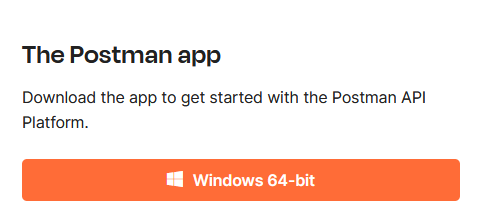 The Postman app
Download the app to get started with the Postman API
Platform.
Windows 64-bit